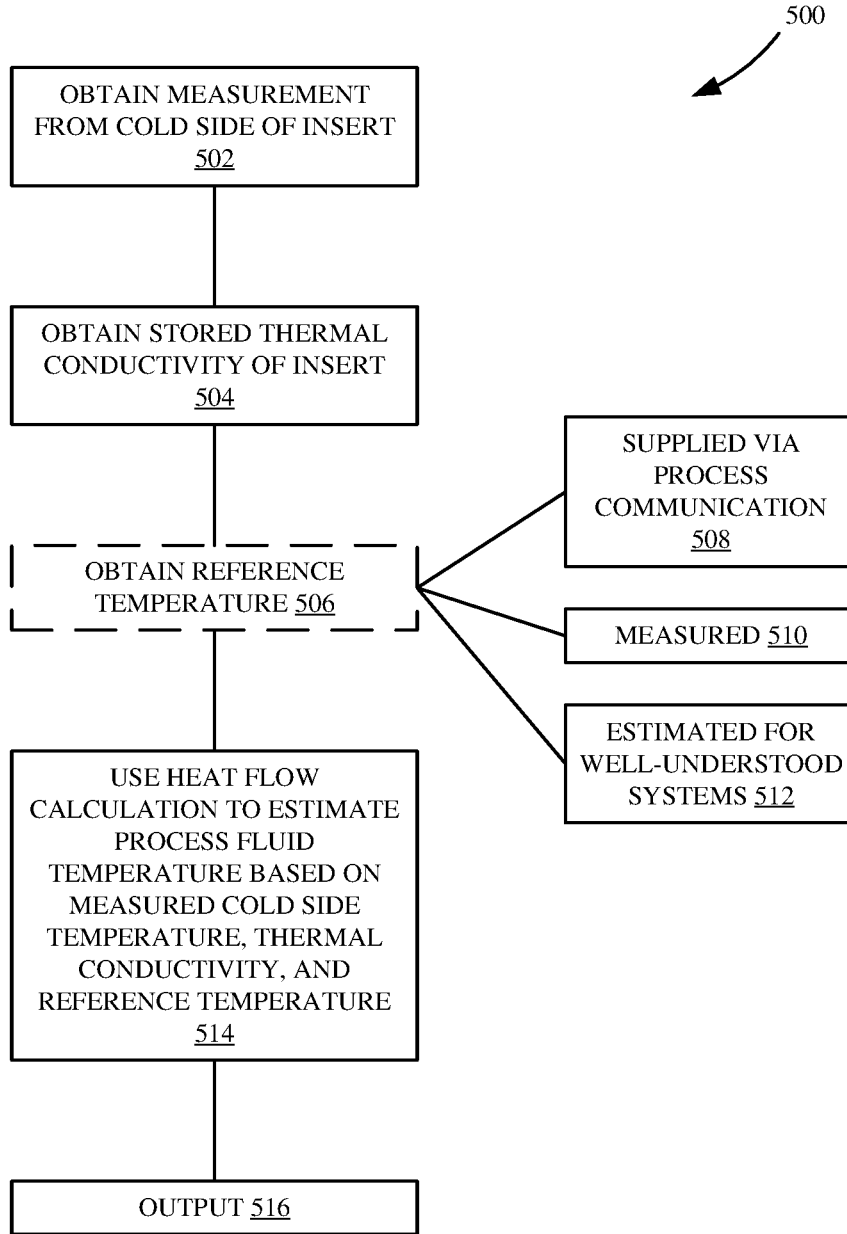 500
OBTAIN MEASUREMENT
FROM COLD SIDE OF INSERT
502
OBTAIN STORED THERMAL
CONDUCTIVITY OF INSERT
504
OBTAIN REFERENCE
TEMPERATURE 506
SUPPLIED VIA
PROCESS
COMMUNICATION
508
MEASURED 510
ESTIMATED FOR
WELL-UNDERSTOOD
SYSTEMS 512
USE HEAT FLOW
CALCULATION TO ESTIMATE
PROCESS FLUID
TEMPERATURE BASED ON
MEASURED COLD SIDE
TEMPERATURE, THERMAL
CONDUCTIVITY, AND
REFERENCE TEMPERATURE
514
OUTPUT 516